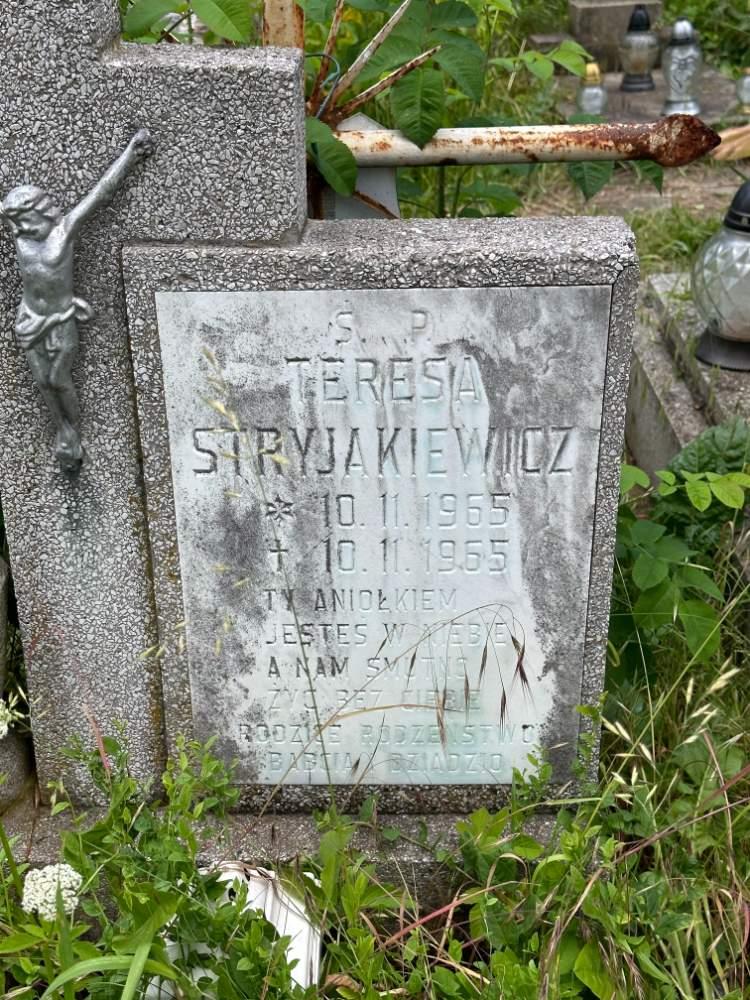 Ś. P.
TERESA
STRYJAKIEWICZ
* 10.11.1965
✝ 10.11.1965
TY ANIOŁKIEM
JESTEŚ W NIEBIE
A NAM SMUTNO
ŻYĆ BEZ CIEBIE
RODZICE RODZEŃSTWO
BABCIA I DZIADZIO